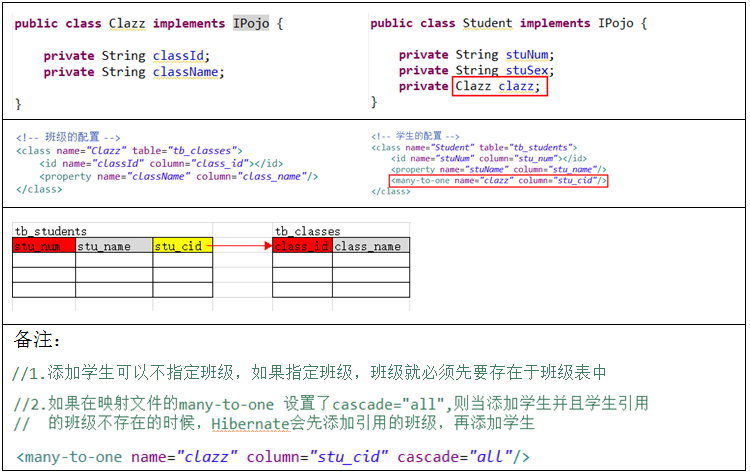 public class Clazz implements IPojo {
private String classId;
private String className;
}
public class Student implements IPojo {
private String stuNum;
private String stuSex;
private Clazz clazz;
}
<!-- 班级的配置 -->
<class name="Clazz" table="tb_classes">
<id name="classId" column="class_id"></id>
<property name="className" column="class_name"/>
</class>
<!-- 学生的配置 -->
<class name="Student" table="tb_students">
<id name="stuNum" column="stu_num"></id>
<property name="stuName" column="stu_name"/>
<many-to-one name="clazz" column="stu_cid"/>
</class>
tb_students
stu_num stu_name stu_cid
tb_classes
class_id class_name
备注：
//1.添加学生可以不指定班级，如果指定班级，班级就必须先要存在于班级表中
//2.如果在映射文件的many-to-one 设置了cascade="all",则当添加学生并且学生引用
// 的班级不存在的时候，Hibernate会先添加引用的班级，再添加学生
<many-to-one name="clazz" column="stu_cid" cascade="all"/>